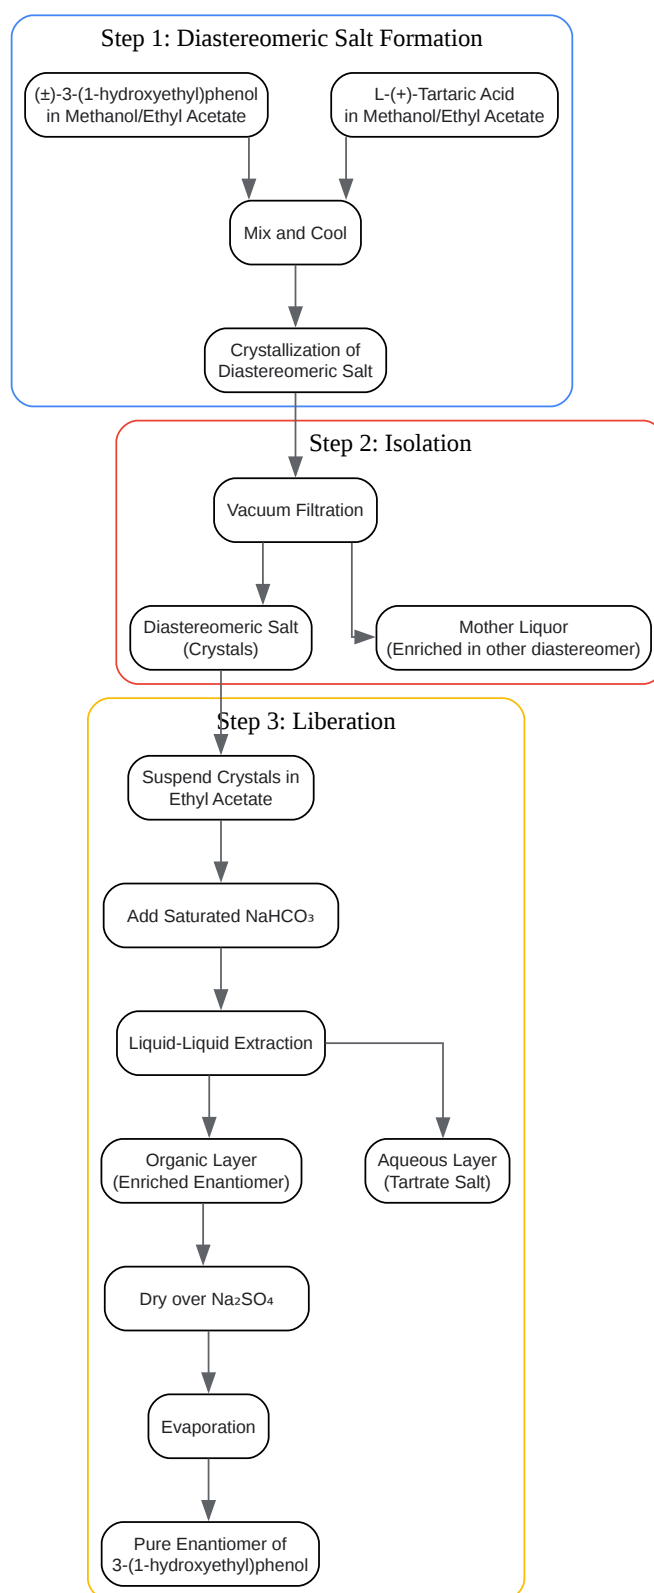 Step 1: Diastereomeric Salt Formation
(±)-3-(1-hydroxyethyl)phenol
in Methanol/Ethyl Acetate
L-(+)-Tartaric Acid
in Methanol/Ethyl Acetate
Mix and Cool
Crystallization of
Diastereomeric Salt
Step 2: Isolation
Vacuum Filtration
Diastereomeric Salt
(Crystals)
Mother Liquor
(Enriched in other diastereomer)
Step 3: Liberation
Suspend Crystals in
Ethyl Acetate
Add Saturated NaHCO₃
Liquid-Liquid Extraction
Organic Layer
(Enriched Enantiomer)
Aqueous Layer
(Tartrate Salt)
Dry over Na₂SO₄
Evaporation
Pure Enantiomer of
3-(1-hydroxyethyl)phenol